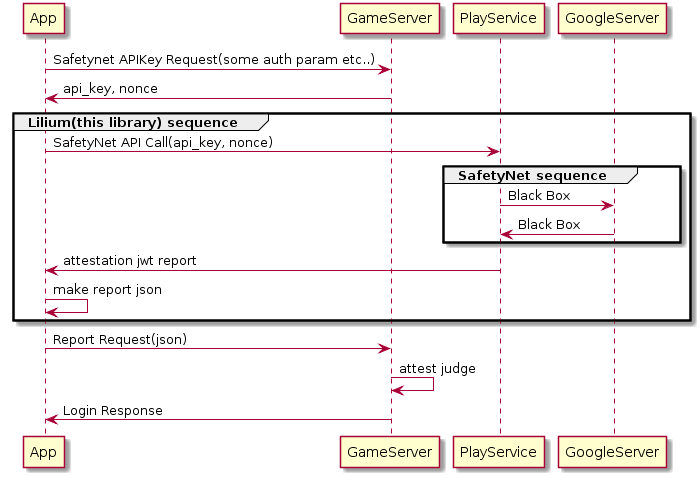 App GameServer PlayService GoogleServer
Safetynet APIKey Request(some auth param etc..)
api_key, nonce
Lilium(this library) sequence
SafetyNet API Call(api_key, nonce)
SafetyNet sequence
Black Box
Black Box
attestation jwt report
make report json
Report Request(json)
attest judge
Login Response
App GameServer PlayService GoogleServer